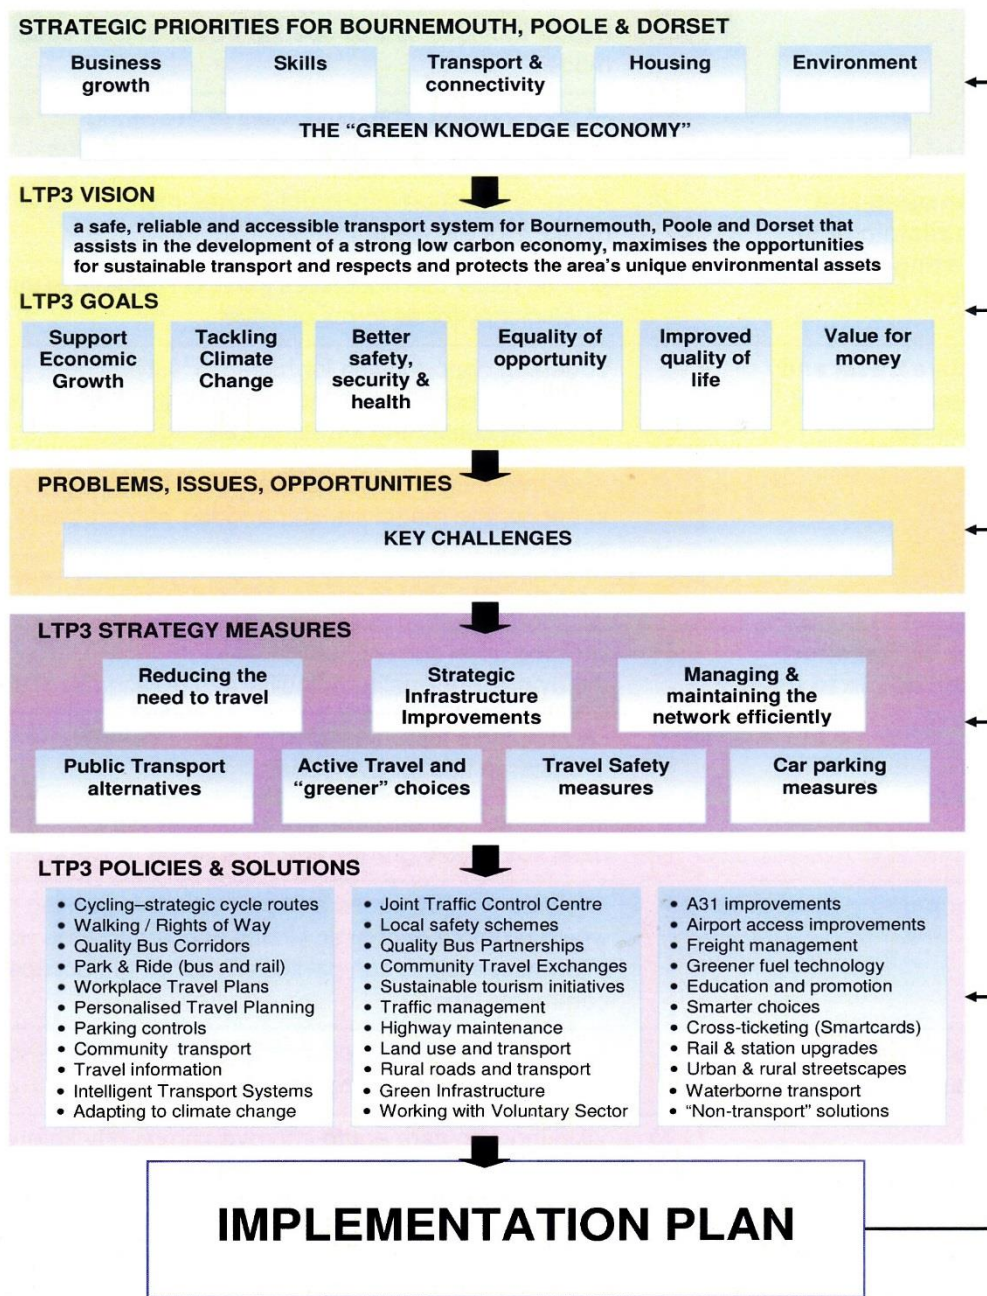 STRATEGIC PRIORITIES FOR BOURNEMOUTH, POOLE & DORSET
Business
growth
Skills
Transport &
connectivity
Housing
Environment
THE “GREEN KNOWLEDGE ECONOMY”
LTP3 VISION
a safe, reliable and accessible transport system for Bournemouth, Poole and Dorset that
assists in the development of a strong low carbon economy, maximises the opportunities
for sustainable transport and respects and protects the area’s unique environmental assets
LTP3 GOALS
Support
Economic
Growth
Tackling
Climate
Change
Better
safety,
security &
health
Equality of
opportunity
Improved
quality of
life
Value for
money
PROBLEMS, ISSUES, OPPORTUNITIES
KEY CHALLENGES
LTP3 STRATEGY MEASURES
Reducing the
need to travel
Strategic
Infrastructure
Improvements
Managing &
maintaining the
network efficiently
Public Transport
alternatives
Active Travel and
“greener” choices
Travel Safety
measures
Car parking
measures
LTP3 POLICIES & SOLUTIONS
• Cycling–strategic cycle routes
• Walking / Rights of Way
• Quality Bus Corridors
• Park & Ride (bus and rail)
• Workplace Travel Plans
• Personalised Travel Planning
• Parking controls
• Community transport
• Travel information
• Intelligent Transport Systems
• Adapting to climate change
• Joint Traffic Control Centre
• Local safety schemes
• Quality Bus Partnerships
• Community Travel Exchanges
• Sustainable tourism initiatives
• Traffic management
• Highway maintenance
• Land use and transport
• Rural roads and transport
• Green Infrastructure
• Working with Voluntary Sector
• A31 improvements
• Airport access improvements
• Freight management
• Greener fuel technology
• Education and promotion
• Smarter choices
• Cross-ticketing (Smartcards)
• Rail & station upgrades
• Urban & rural streetscapes
• Waterborne transport
• “Non-transport” solutions
IMPLEMENTATION PLAN